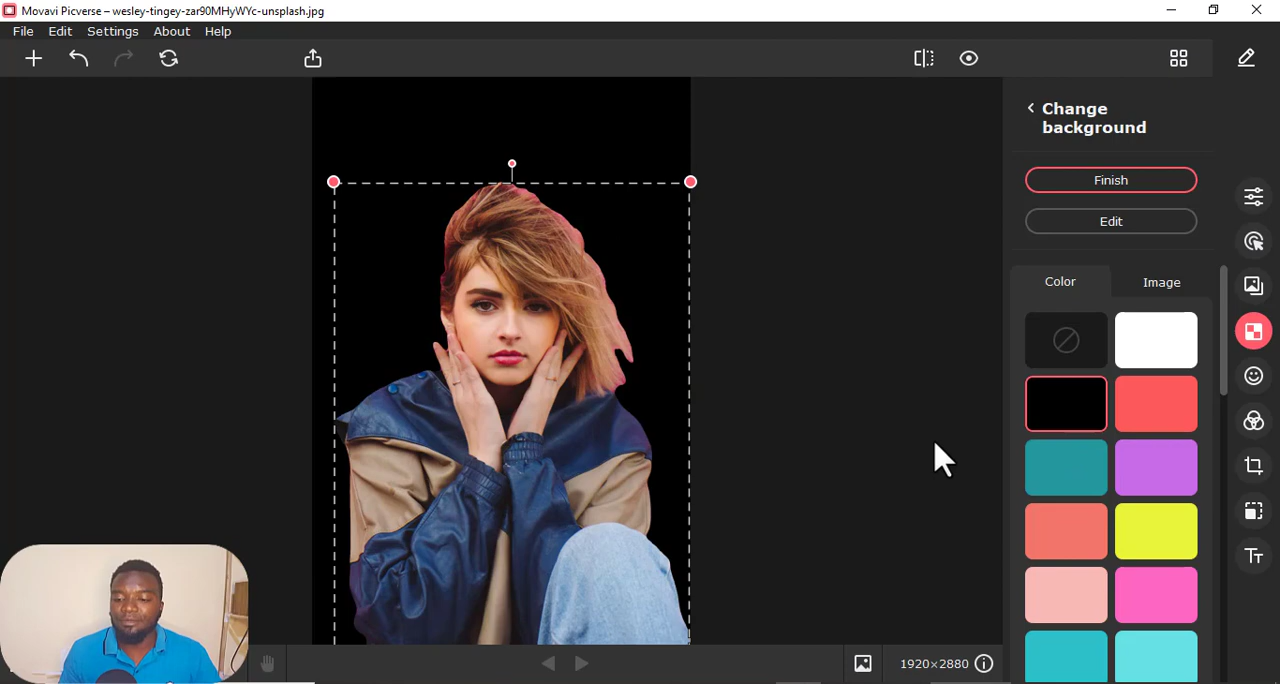 Movavi Picverse – wesley-tingey-zar90MHyWYc-unsplash.jpg
File Edit Settings About Help
Change
background
Finish
Edit
Color Image
1920×2880